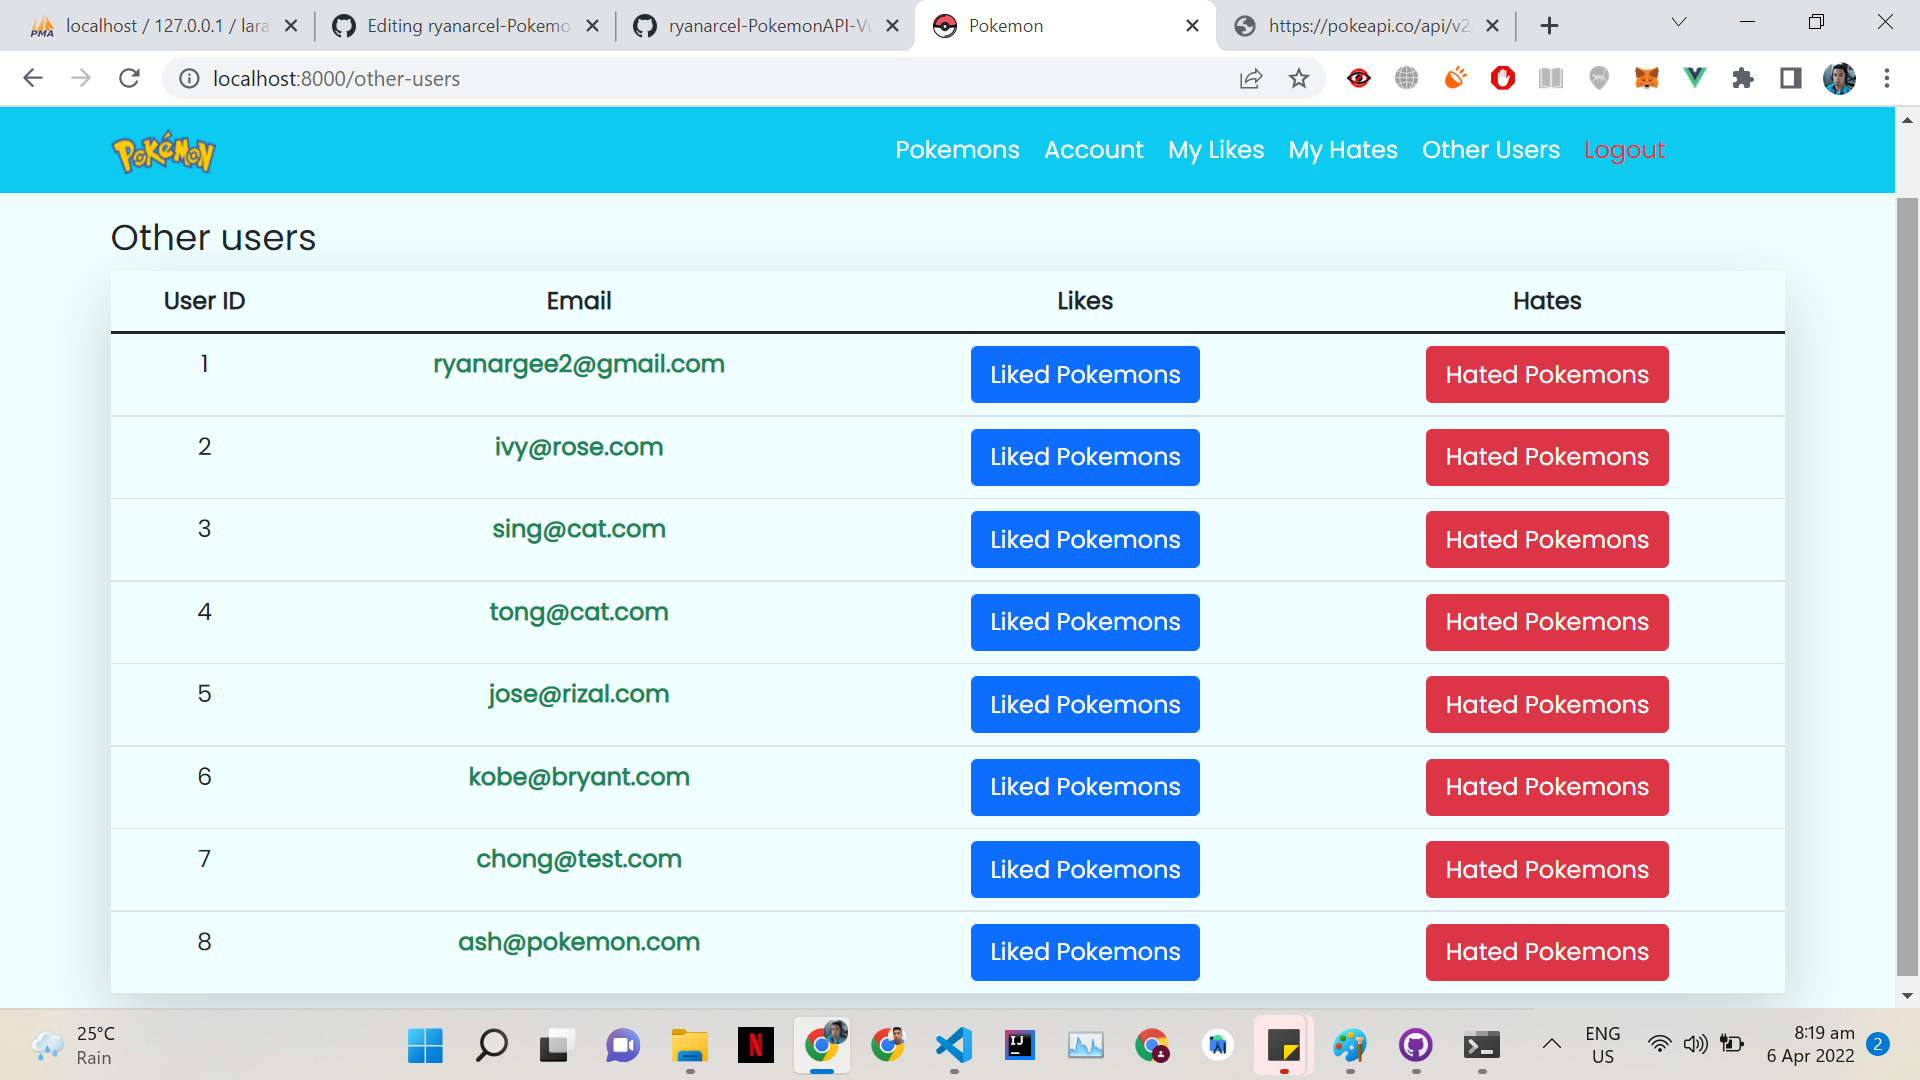 localhost / 127.0.0.1 / lara
Editing ryanarcel-Pokemo
ryanarcel-PokemonAPI-Vu
Pokemon
https://pokeapi.co/api/v2,
localhost:8000/other-users
Pokémon
Pokemons
Account
My Likes
My Hates
Other Users
Logout
Other users
User ID Email Likes Hates
1 ryanargee2@gmail.com Liked Pokemons Hated Pokemons
2 ivy@rose.com Liked Pokemons Hated Pokemons
3 sing@cat.com Liked Pokemons Hated Pokemons
4 tong@cat.com Liked Pokemons Hated Pokemons
5 jose@rizal.com Liked Pokemons Hated Pokemons
6 kobe@bryant.com Liked Pokemons Hated Pokemons
7 chong@test.com Liked Pokemons Hated Pokemons
8 ash@pokemon.com Liked Pokemons Hated Pokemons
25°C
Rain
ENG
US
8:19 am
6 Apr 2022
2